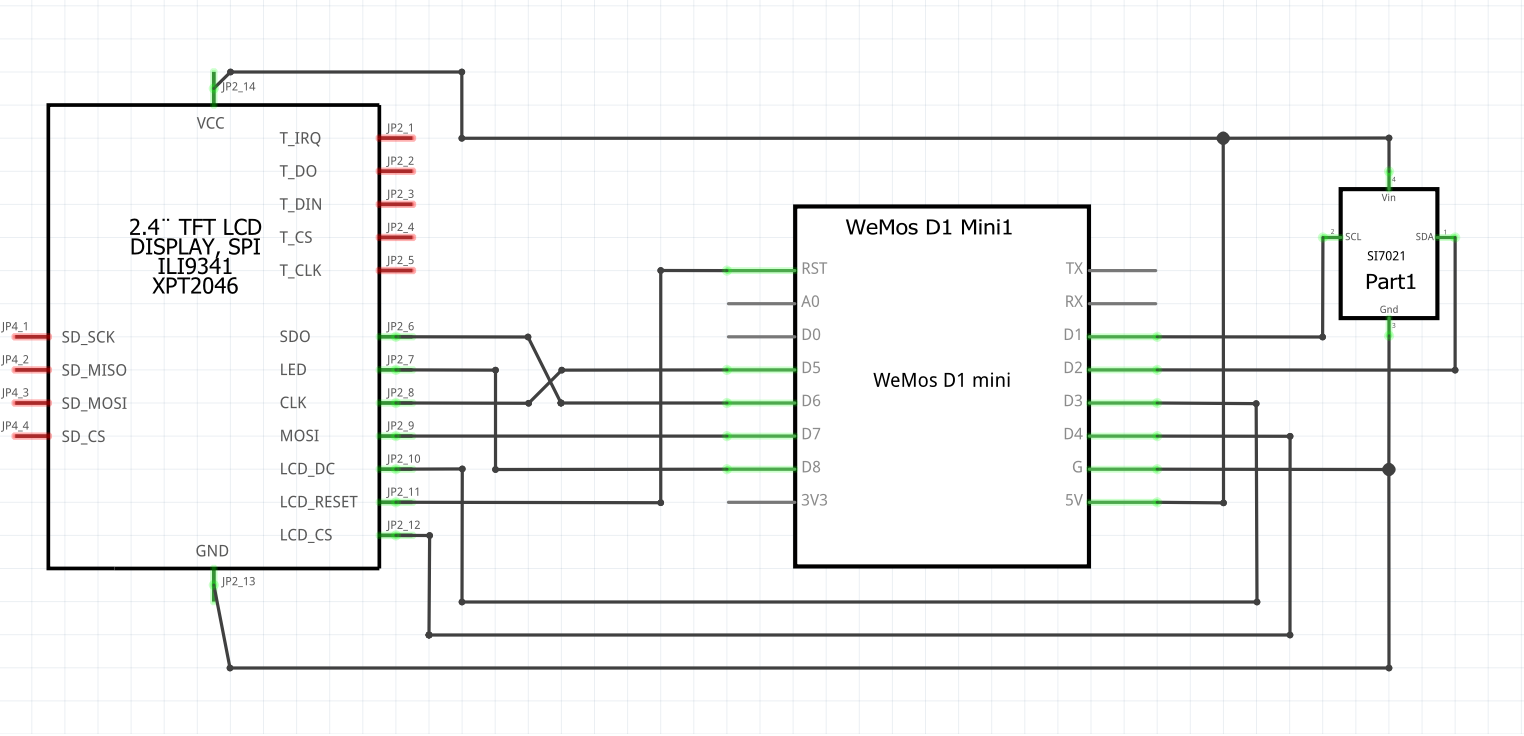 JP2_14
VCC
T_IRQ JP2_1
T_DO JP2_2
T_DIN JP2_3
T_CS JP2_4
T_CLK JP2_5
2.4¨ TFT LCD
DISPLAY, SPI
ILI9341
XPT2046
JP4_1 SD_SCK
JP4_2 SD_MISO
JP4_3 SD_MOSI
JP4_4 SD_CS
SDO JP2_6
LED JP2_7
CLK JP2_8
MOSI JP2_9
LCD_DC JP2_10
LCD_RESET JP2_11
LCD_CS JP2_12
GND
JP2_13
WeMos D1 Mini1
RST TX
A0 RX
D0 D1
D5 D2
WeMos D1 mini
D6 D3
D7 D4
D8 G
3V3 5V
4
Vin
2 SCL SDA 1
SI7021
Part1
Gnd
3